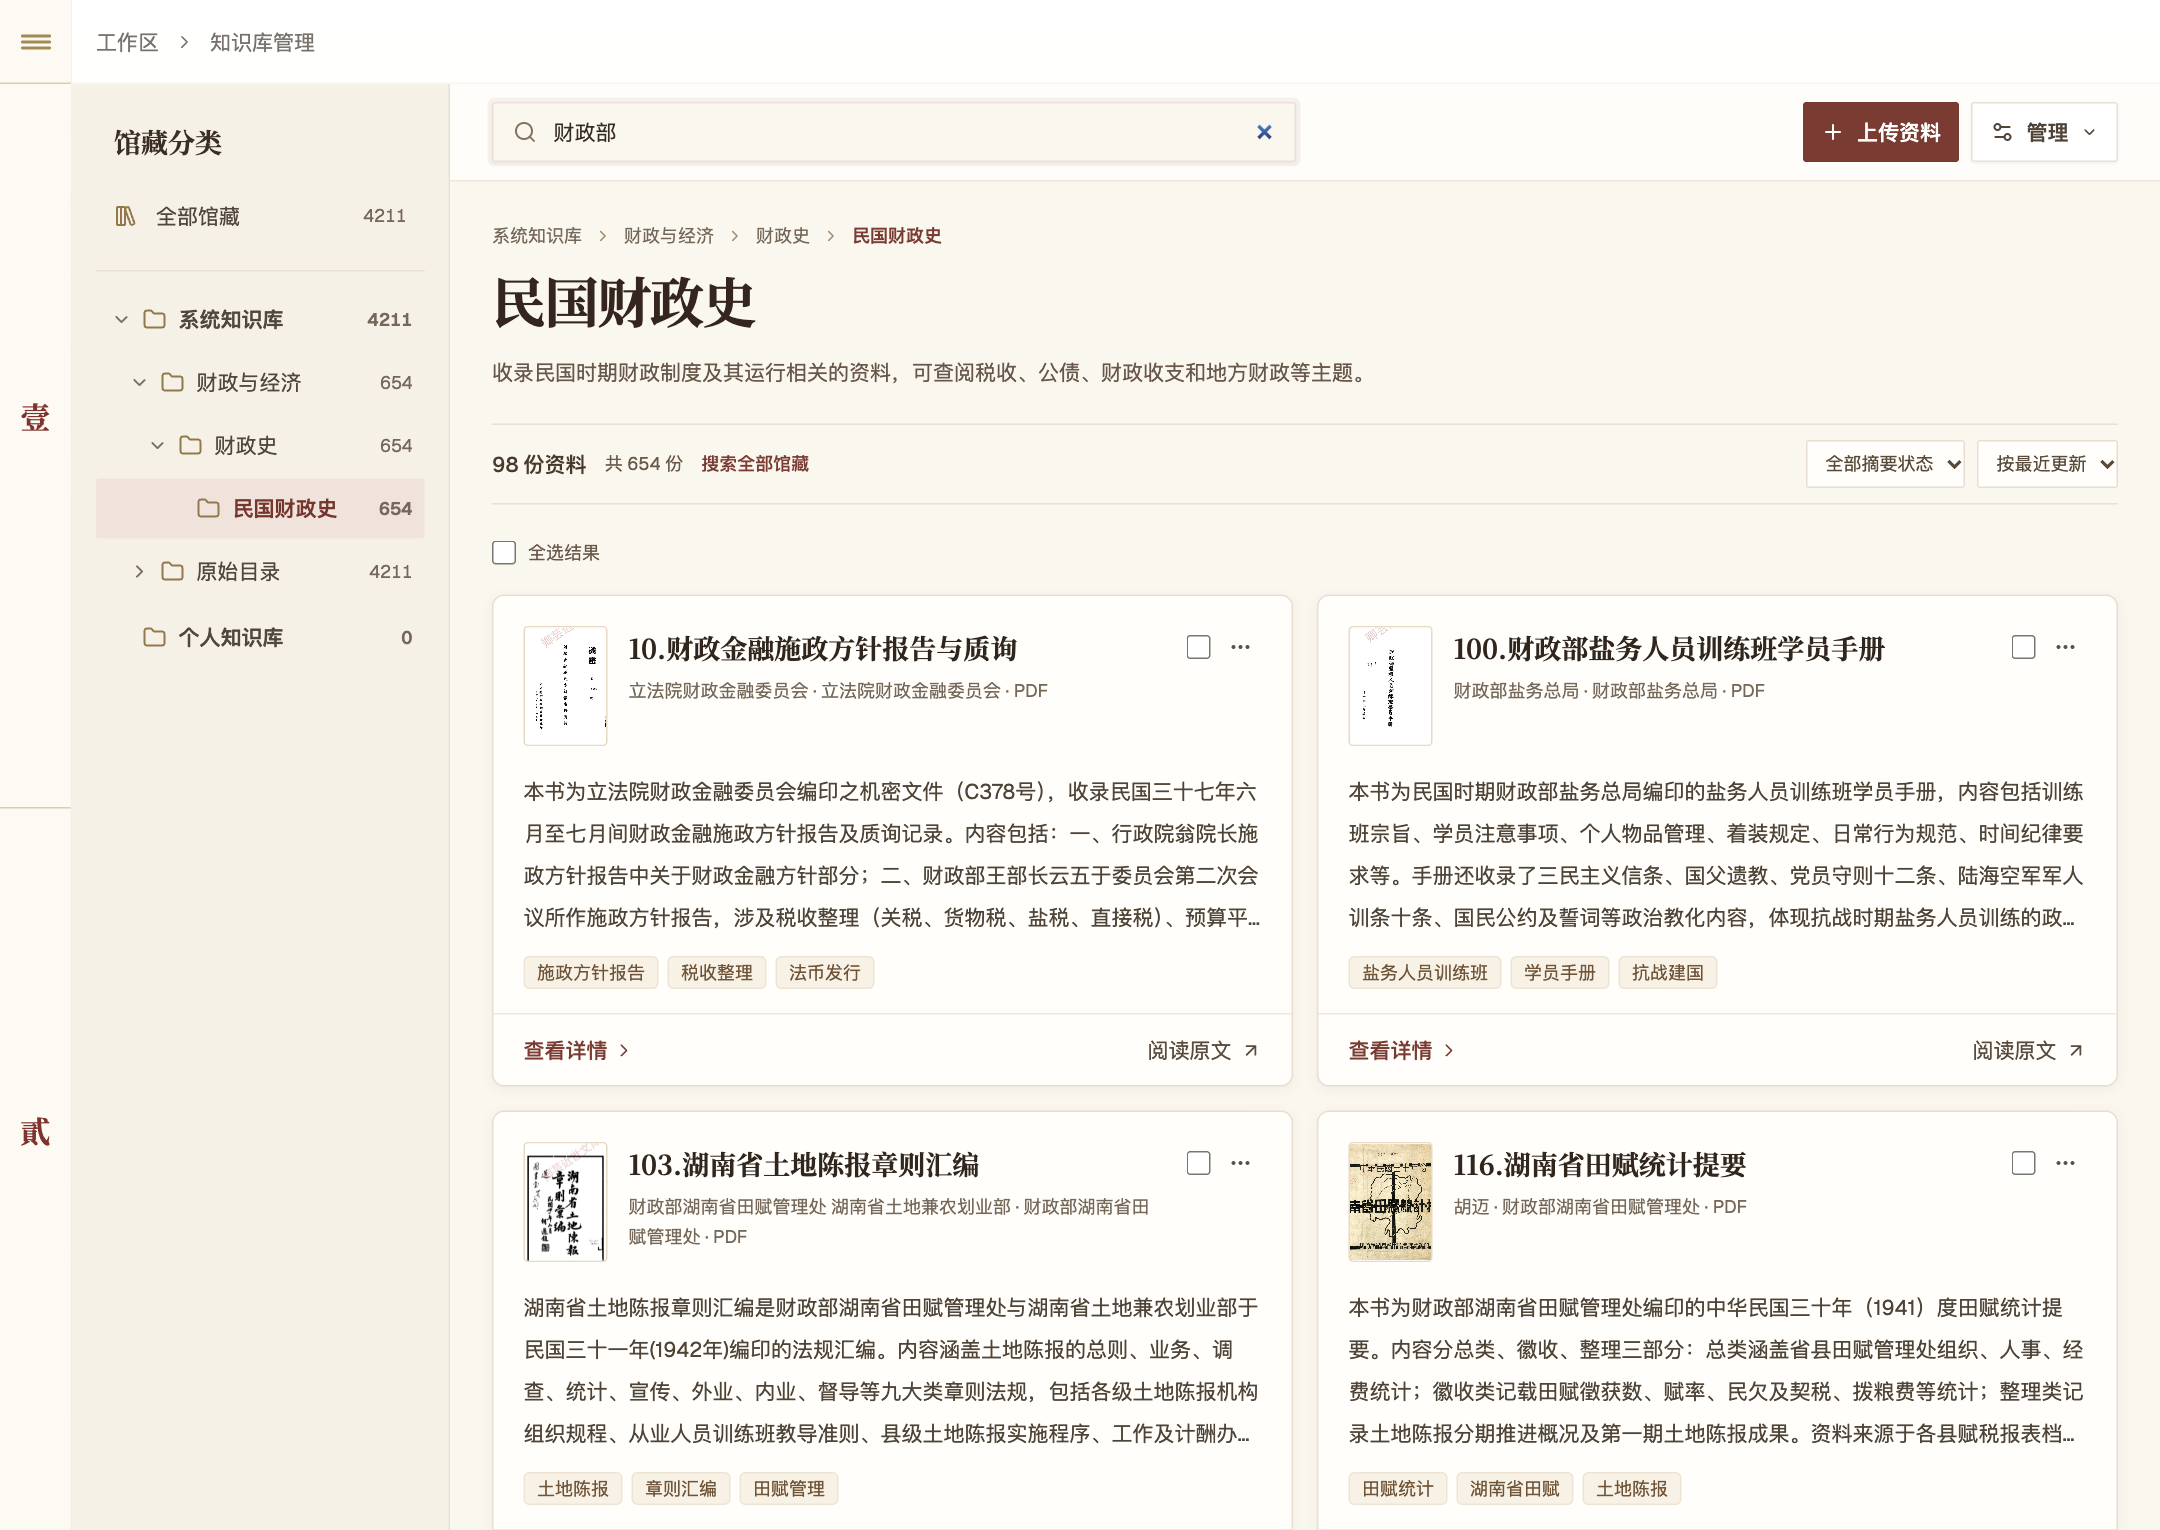 工作区 > 知识库管理
壹
贰
馆藏分类
全部馆藏 4211
系统知识库 4211
财政与经济 654
财政史 654
民国财政史 654
原始目录 4211
个人知识库 0
财政部
上传资料
管理
系统知识库 > 财政与经济 > 财政史 > 民国财政史
民国财政史
收录民国时期财政制度及其运行相关的资料，可查阅税收、公债、财政收支和地方财政等主题。
98 份资料 共 654 份 搜索全部馆藏
全部摘要状态
按最近更新
全选结果
10.财政金融施政方针报告与质询
立法院财政金融委员会 · 立法院财政金融委员会 · PDF
本书为立法院财政金融委员会编印之机密文件（C378号），收录民国三十七年六
月至七月间财政金融施政方针报告及质询记录。内容包括：一、行政院翁院长施
政方针报告中关于财政金融方针部分；二、财政部王部长云五于委员会第二次会
议所作施政方针报告，涉及税收整理（关税、货物税、盐税、直接税）、预算平...
施政方针报告 税收整理 法币发行
查看详情 >
阅读原文
100.财政部盐务人员训练班学员手册
财政部盐务总局 · 财政部盐务总局 · PDF
本书为民国时期财政部盐务总局编印的盐务人员训练班学员手册，内容包括训练
班宗旨、学员注意事项、个人物品管理、着装规定、日常行为规范、时间纪律要
求等。手册还收录了三民主义信条、国父遗教、党员守则十二条、陆海空军军人
训条十条、国民公约及誓词等政治教化内容，体现抗战时期盐务人员训练的政...
盐务人员训练班 学员手册 抗战建国
查看详情 >
阅读原文
103.湖南省土地陈报章则汇编
财政部湖南省田赋管理处 湖南省土地兼农划业部 · 财政部湖南省田
赋管理处 · PDF
湖南省土地陈报章则汇编是财政部湖南省田赋管理处与湖南省土地兼农划业部于
民国三十一年(1942年)编印的法规汇编。内容涵盖土地陈报的总则、业务、调
查、统计、宣传、外业、内业、督导等九大类章则法规，包括各级土地陈报机构
组织规程、从业人员训练班教导准则、县级土地陈报实施程序、工作及计酬办...
土地陈报 章则汇编 田赋管理
116.湖南省田赋统计提要
胡迈 · 财政部湖南省田赋管理处 · PDF
本书为财政部湖南省田赋管理处编印的中华民国三十年（1941）度田赋统计提
要。内容分总类、徽收、整理三部分：总类涵盖省县田赋管理处组织、人事、经
费统计；徽收类记载田赋徵获数、赋率、民欠及契税、拨粮费等统计；整理类记
录土地陈报分期推进概况及第一期土地陈报成果。资料来源于各县赋税报表档...
田赋统计 湖南省田赋 土地陈报